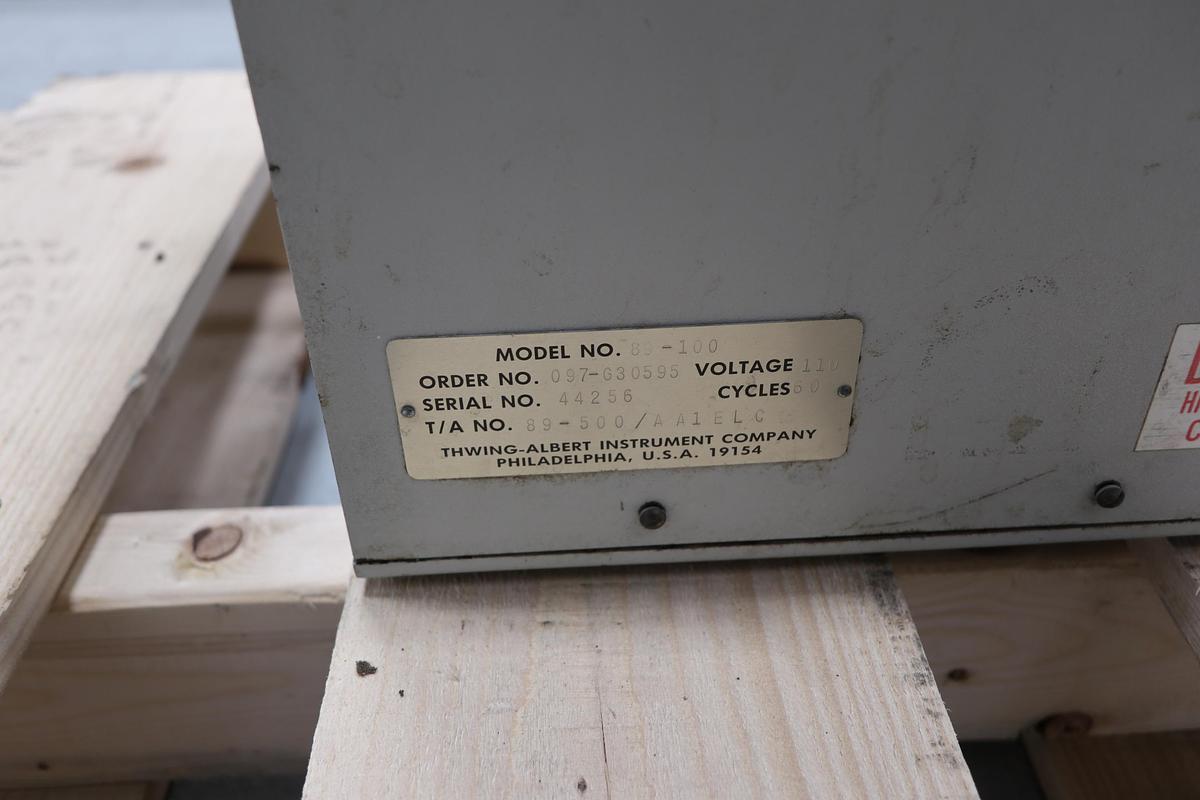 MODEL NO. 89-100
ORDER NO. 097-G30595 VOLTAGE 110
SERIAL NO. 44256 CYCLES 60
T/A NO. 89-500/AA1ELC
THWING-ALBERT INSTRUMENT COMPANY
PHILADELPHIA, U.S.A. 19154